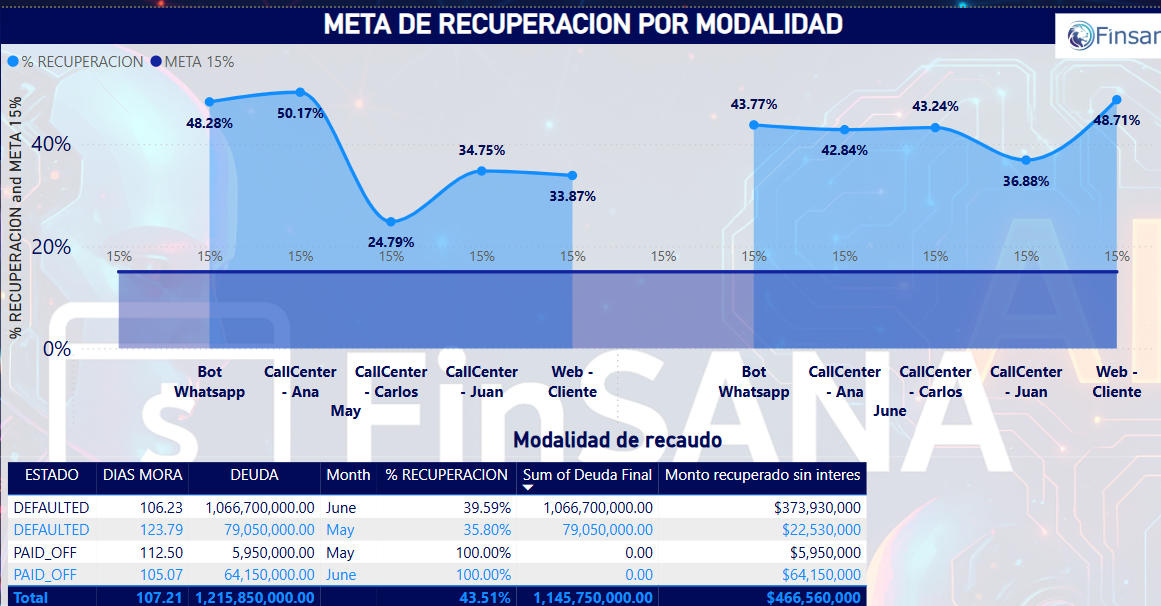 META DE RECUPERACION POR MODALIDAD
Finsan
% RECUPERACION META 15%
% RECUPERACION and META 15%
40%
20%
0%
48.28% 50.17% 24.79% 34.75% 33.87% 43.77% 42.84% 43.24% 36.88% 48.71%
15% 15% 15% 15% 15% 15% 15% 15% 15% 15% 15% 15%
Bot CallCenter CallCenter CallCenter Web - Bot CallCenter CallCenter CallCenter Web -
Whatsapp - Ana - Carlos - Juan Cliente Whatsapp - Ana - Carlos - Juan Cliente
May June
s FinSANA
AI
Modalidad de recaudo
ESTADO DIAS MORA DEUDA Month % RECUPERACION Sum of Deuda Final Monto recuperado sin interes
DEFAULTED 106.23 1,066,700,000.00 June 39.59% 1,066,700,000.00 $373,930,000
DEFAULTED 123.79 79,050,000.00 May 35.80% 79,050,000.00 $22,530,000
PAID_OFF 112.50 5,950,000.00 May 100.00% 0.00 $5,950,000
PAID_OFF 105.07 64,150,000.00 June 100.00% 0.00 $64,150,000
Total 107.21 1,215,850,000.00 43.51% 1,145,750,000.00 $466,560,000